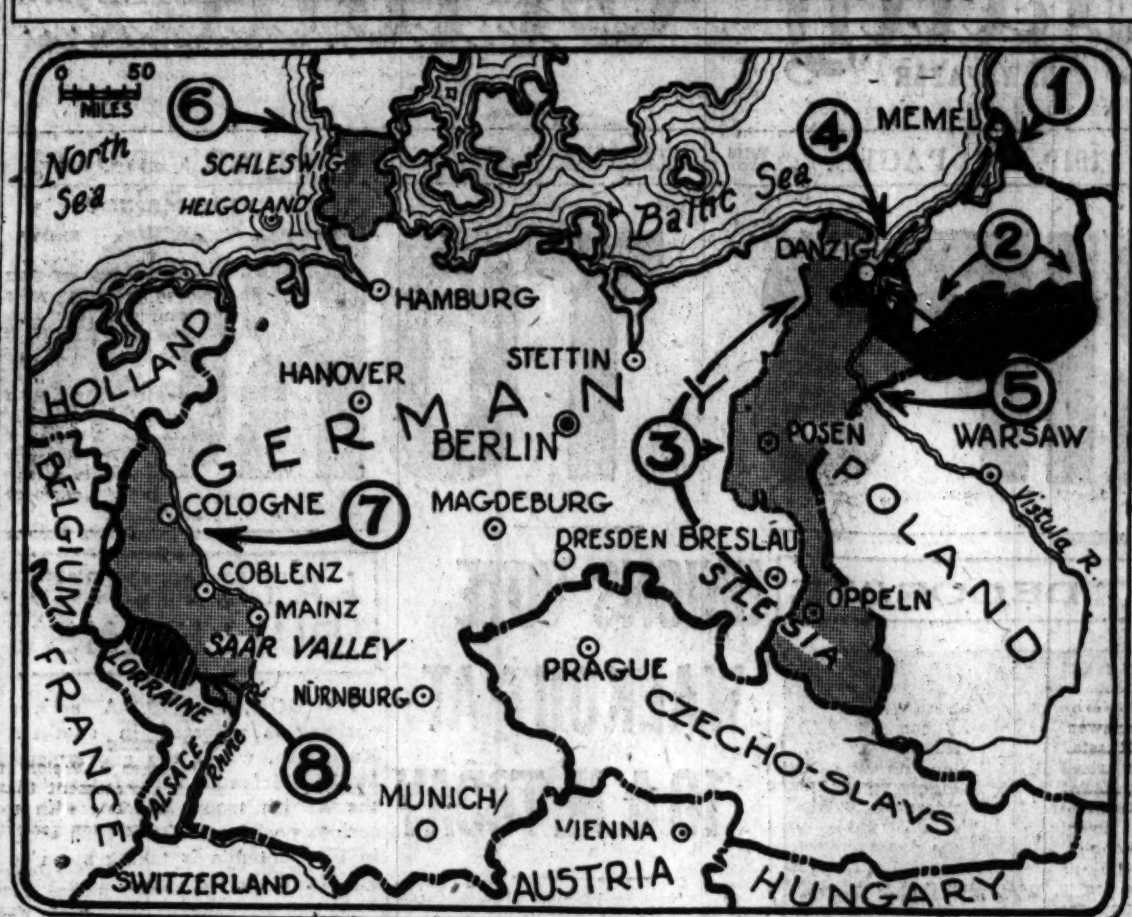 0 50
MILES
6
4
1
MEMEL
North
Sea
SCHLESWIG
HELGOLAND
Baltic Sea
2
DANZIG
HAMBURG
HOLLAND
STETTIN
HANOVER
GERMAN
BERLIN
3
5
POSEN
WARSAW
POLAND
BELGIUM
COLOGNE
7
MAGDEBURG
DRESDEN
BRESLAU
Vistula R.
COBLENZ
MAINZ
SILESIA
OPPELN
SAAR VALLEY
LORRAINE
FRANCE
PRAGUE
NÜRNBURG
CZECHO-SLAVS
ALSACE
RHINE
8
MUNICH
VIENNA
SWITZERLAND
AUSTRIA
HUNGARY